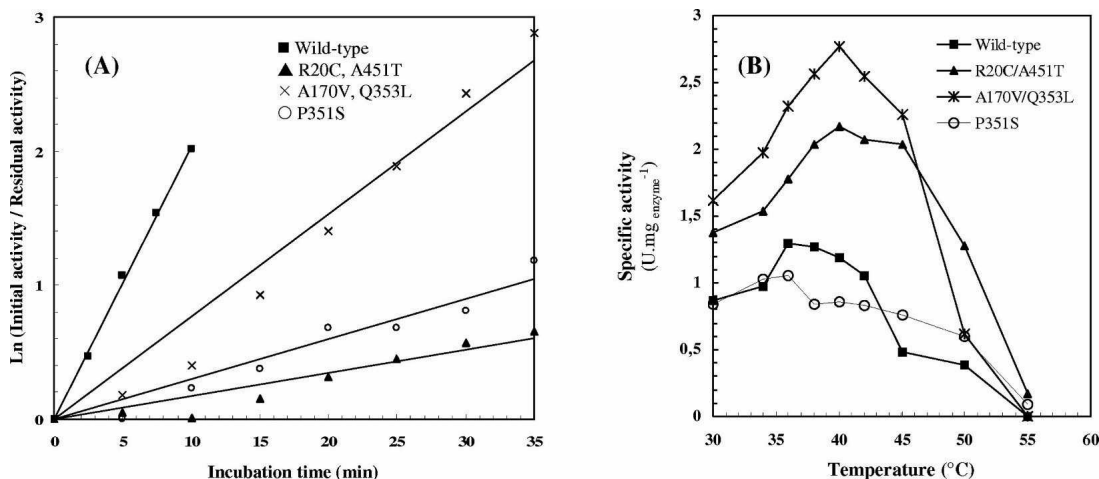 (A)
Wild-type
R20C, A451T
A170V, Q353L
P351S
Ln (Initial activity / Residual activity)
3
2
1
0
0 5 10 15 20 25 30 35
Incubation time (min)
(B)
Wild-type
R20C/A451T
A170V/Q353L
P351S
Specific activity
(U.mg enzyme-1)
3
2,5
2
1,5
1
0,5
0
30 35 40 45 50 55 60
Temperature (°C)